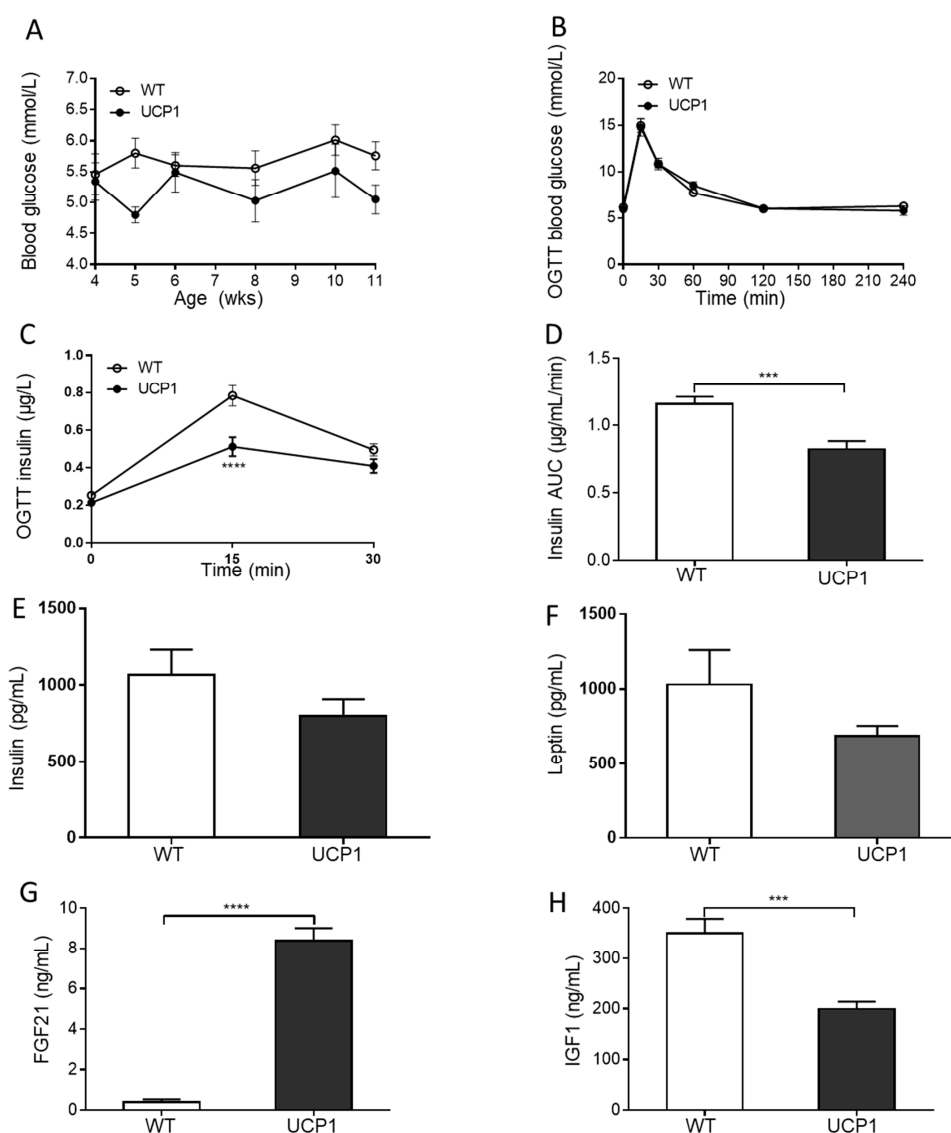 A
Blood glucose (mmol/L)
7.0
6.5
6.0
5.5
5.0
4.5
4.0
WT
UCP1
4 5 6 7 8 9 10 11
Age (wks)
B
OGTT blood glucose (mmol/L)
20
15
10
5
0
WT
UCP1
0 30 60 90 120 150 180 210 240
Time (min)
C
OGTT insulin (µg/L)
1.0
0.8
0.6
0.4
0.2
0.0
WT
UCP1
****
0 15 30
Time (min)
D
Insulin AUC (µg/mL/min)
1.5
1.0
0.5
0.0
***
WT UCP1
E
Insulin (pg/mL)
1500
1000
500
0
WT UCP1
F
Leptin (pg/mL)
1500
1000
500
0
WT UCP1
G
FGF21 (ng/mL)
10
8
6
4
2
0
****
WT UCP1
H
IGF1 (ng/mL)
400
300
200
100
0
***
WT UCP1